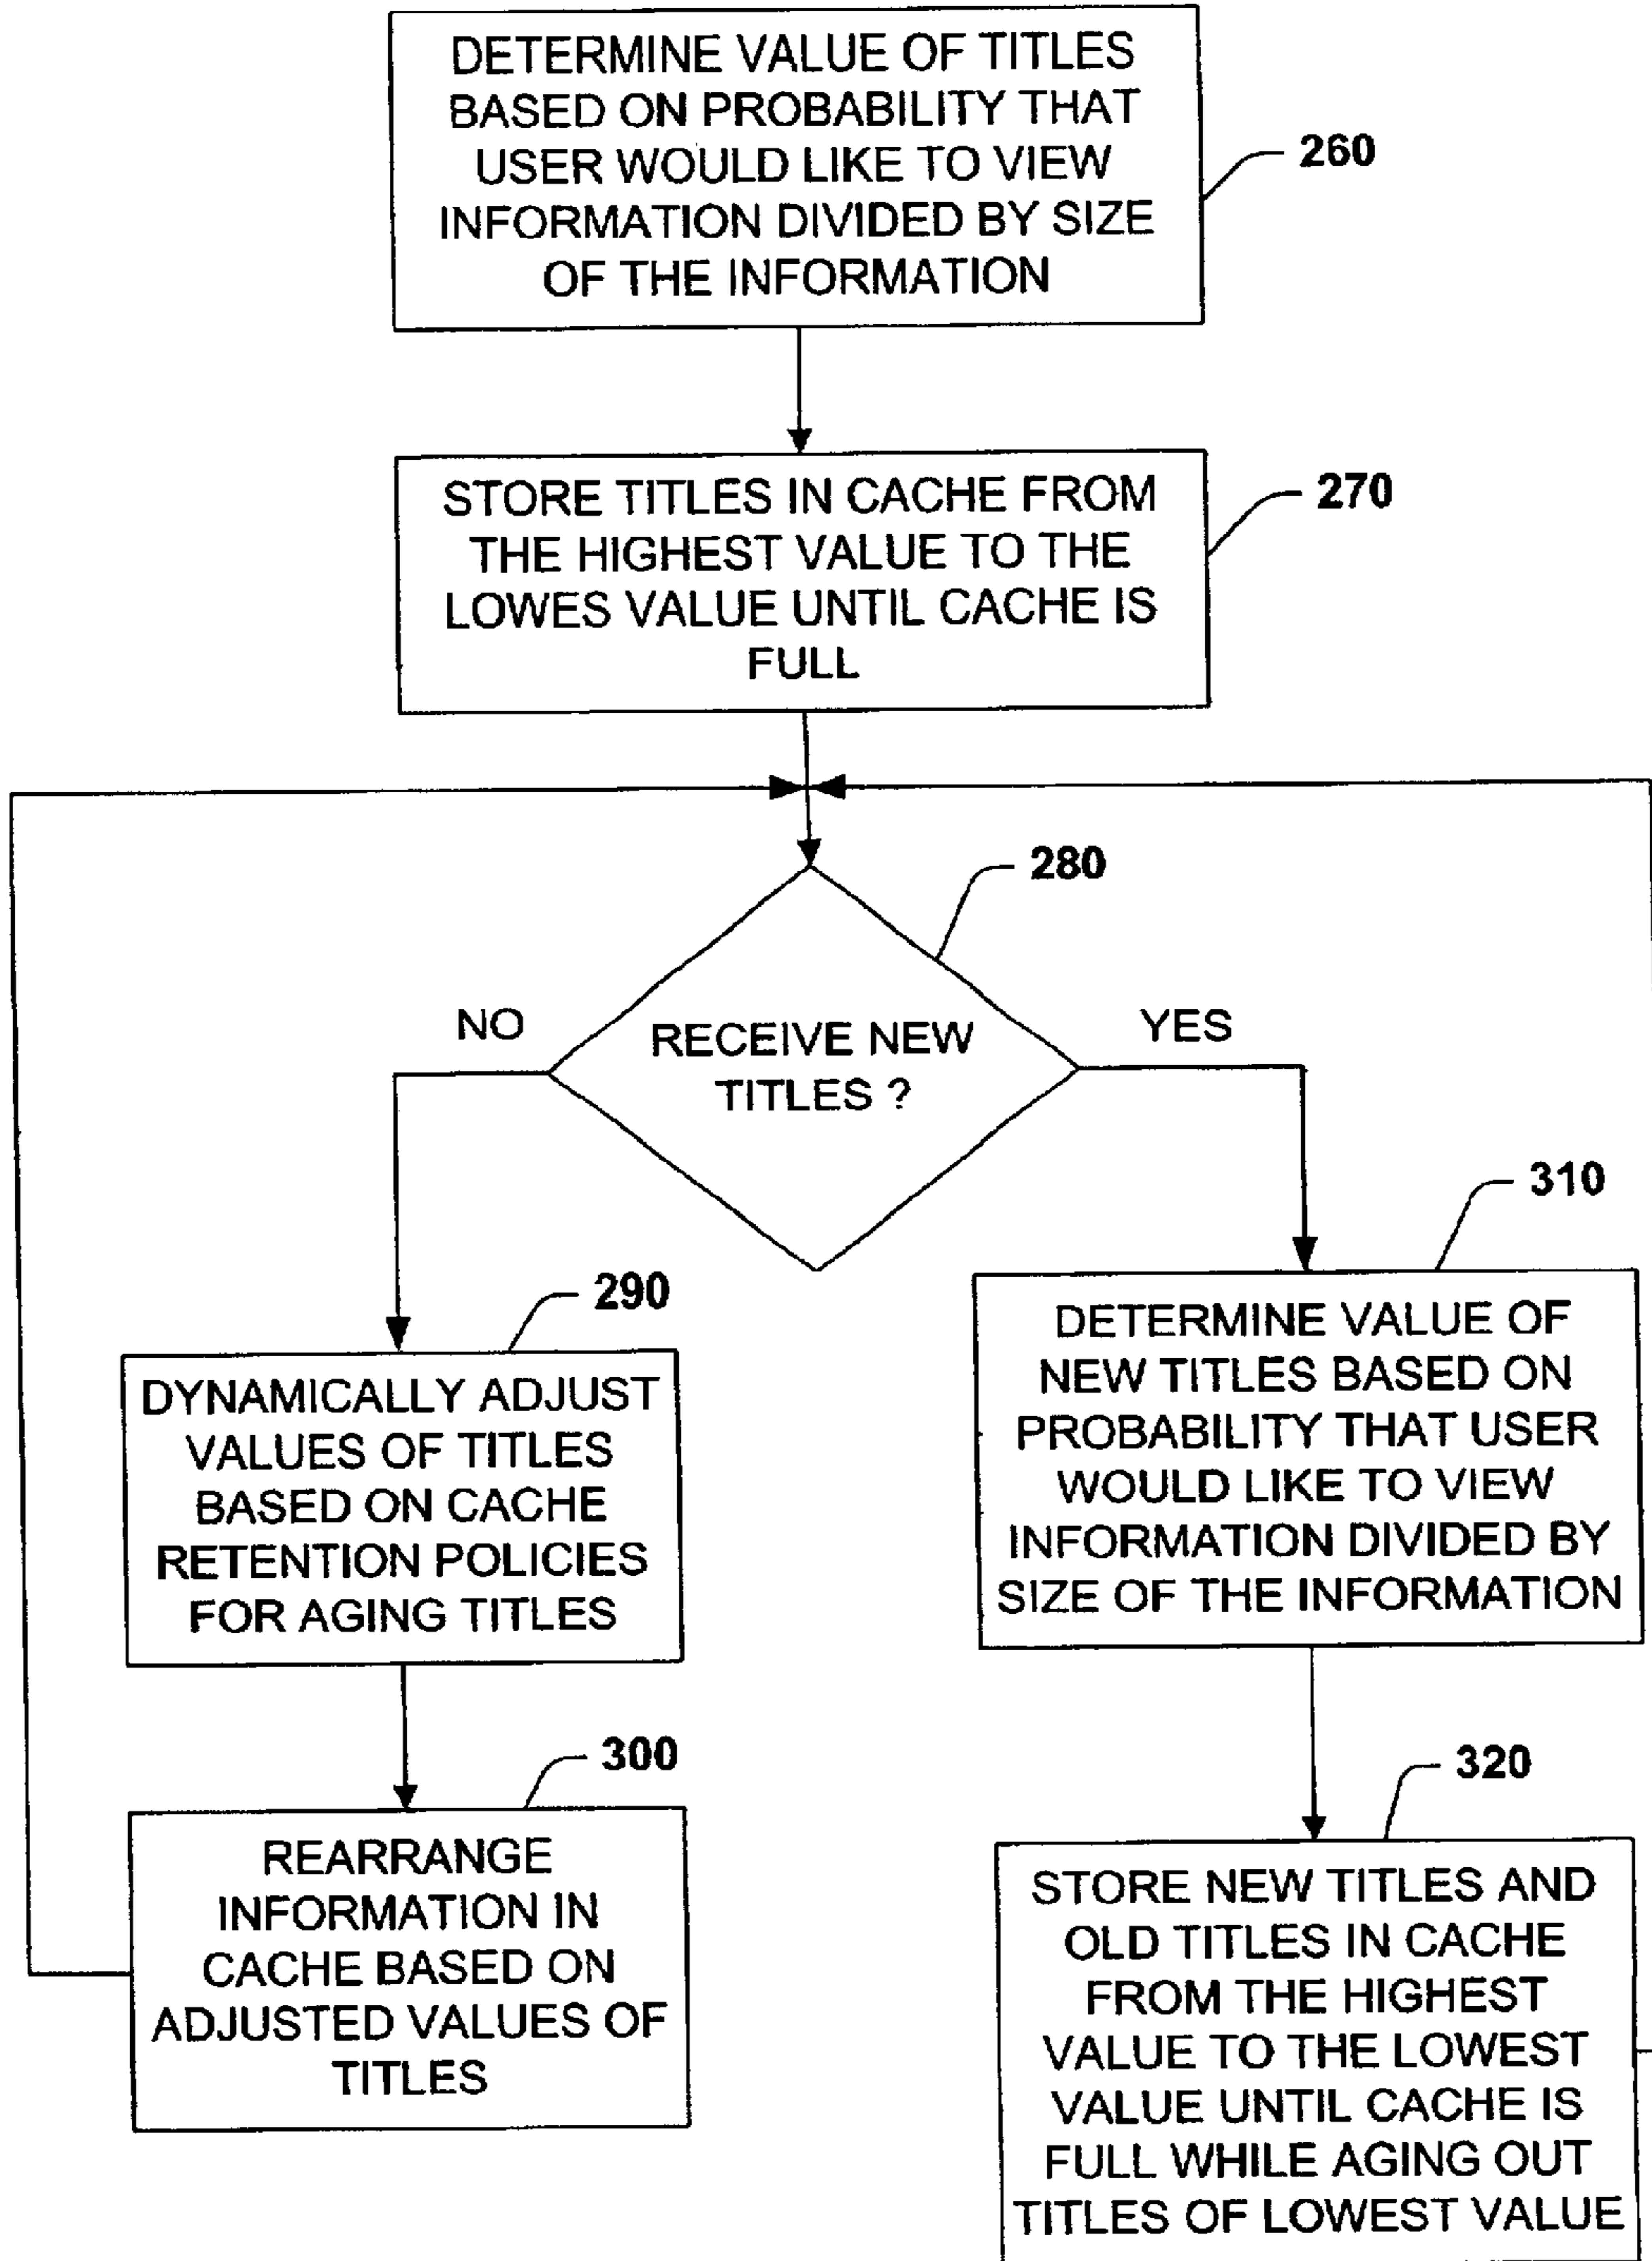 DETERMINE VALUE OF TITLES
BASED ON PROBABILITY THAT
USER WOULD LIKE TO VIEW
INFORMATION DIVIDED BY SIZE
OF THE INFORMATION
260
STORE TITLES IN CACHE FROM
THE HIGHEST VALUE TO THE
LOWES VALUE UNTIL CACHE IS
FULL
270
280
RECEIVE NEW
TITLES ?
NO
YES
290
DYNAMICALLY ADJUST
VALUES OF TITLES
BASED ON CACHE
RETENTION POLICIES
FOR AGING TITLES
300
REARRANGE
INFORMATION IN
CACHE BASED ON
ADJUSTED VALUES OF
TITLES
310
DETERMINE VALUE OF
NEW TITLES BASED ON
PROBABILITY THAT USER
WOULD LIKE TO VIEW
INFORMATION DIVIDED BY
SIZE OF THE INFORMATION
320
STORE NEW TITLES AND
OLD TITLES IN CACHE
FROM THE HIGHEST
VALUE TO THE LOWEST
VALUE UNTIL CACHE IS
FULL WHILE AGING OUT
TITLES OF LOWEST VALUE